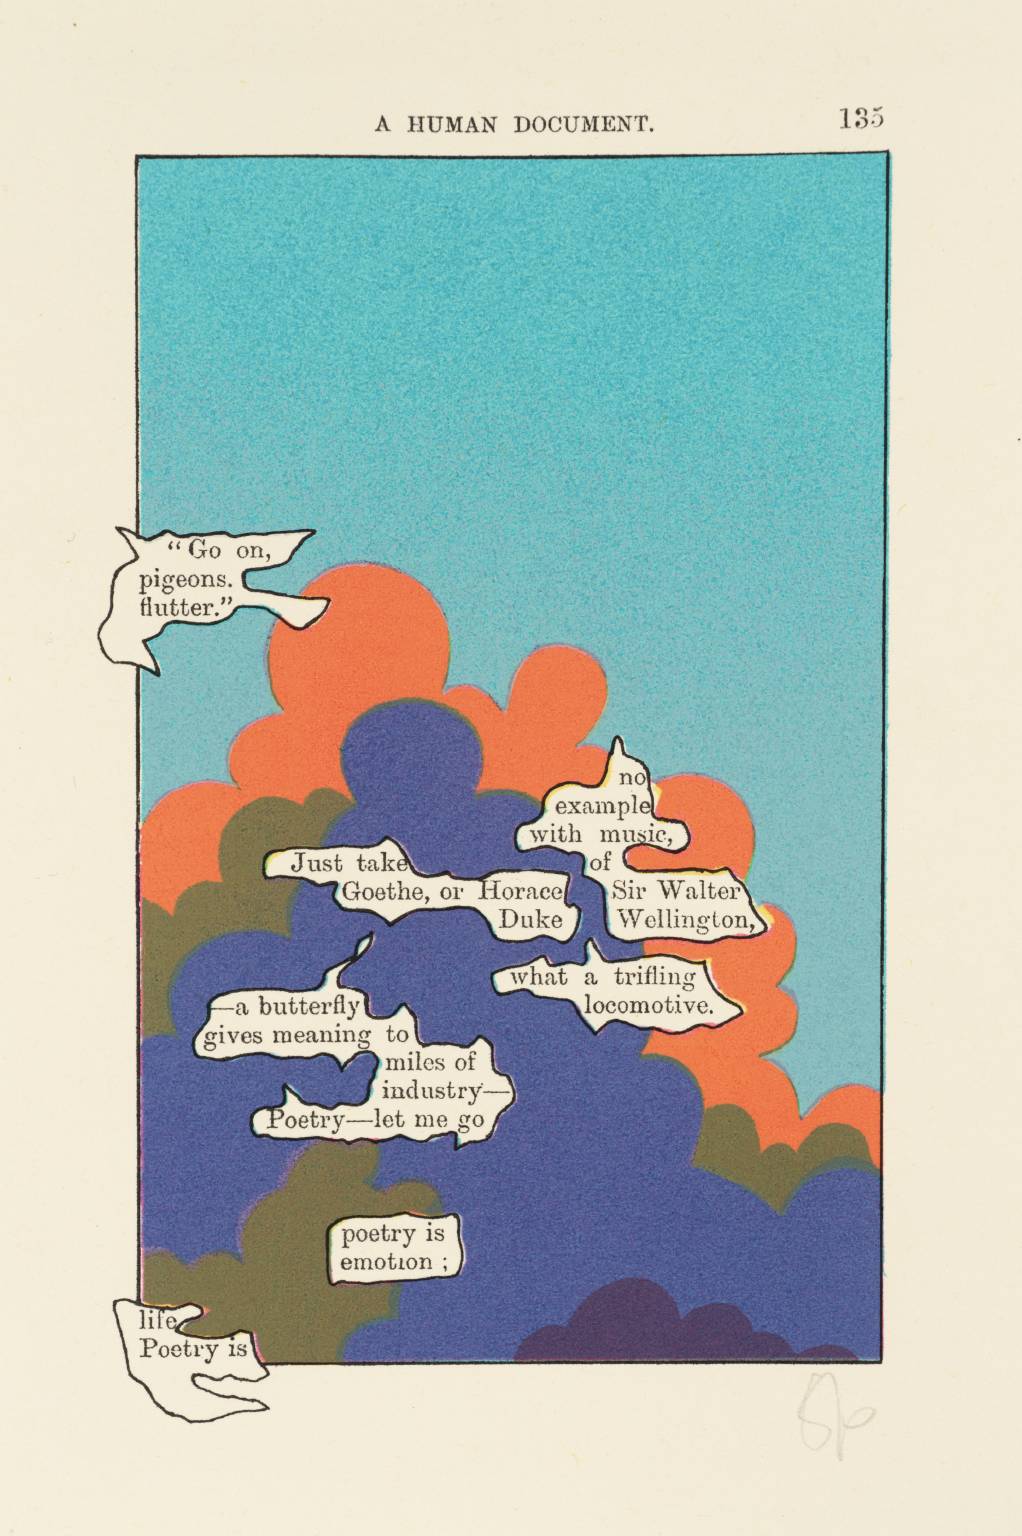 A HUMAN DOCUMENT. 135
"Go on,
pigeons.
flutter."
no
example
with music,
of
Just take
Goethe, or Horace
Duke
Sir Walter
Wellington,
what a trifling
locomotive.
—a butterfly
gives meaning to
miles of
industry—
Poetry—let me go
poetry is
emotion ;
life
Poetry is